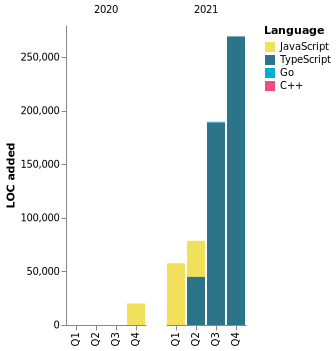 2020 2021
Language
JavaScript
TypeScript
Go
C++
LOC added
250,000
200,000
150,000
100,000
50,000
0
Q1 Q2 Q3 Q4 Q1 Q2 Q3 Q4